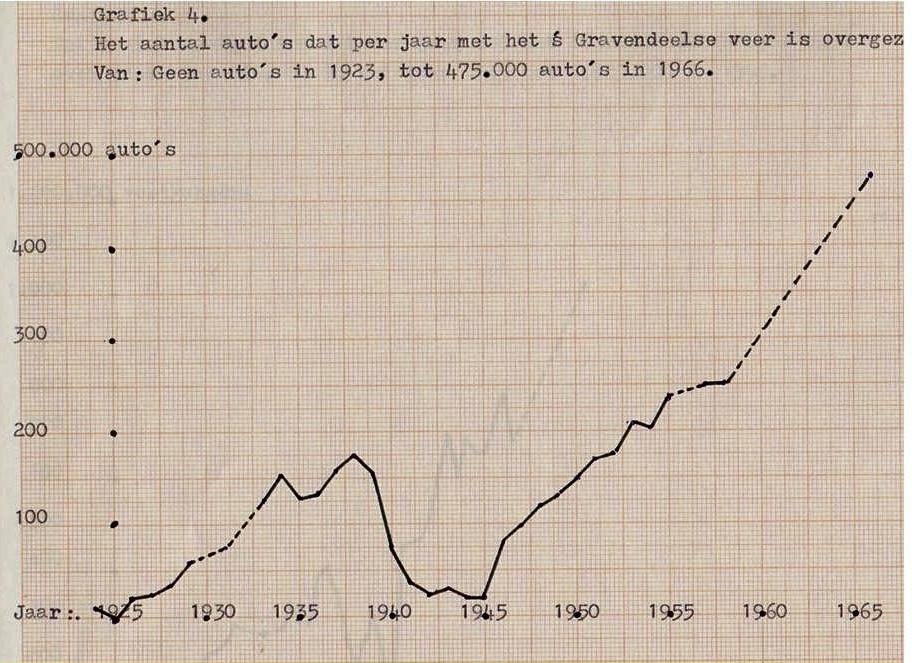 Grafiek 4.
Het aantal auto's dat per jaar met het ś Gravendeelse veer is overgez
Van : Geen auto's in 1923, tot 475.000 auto's in 1966.
500.000 auto's
400
300
200
100
Jaar:. 1925 1930 1935 1940 1945 1950 1955 1960 1965